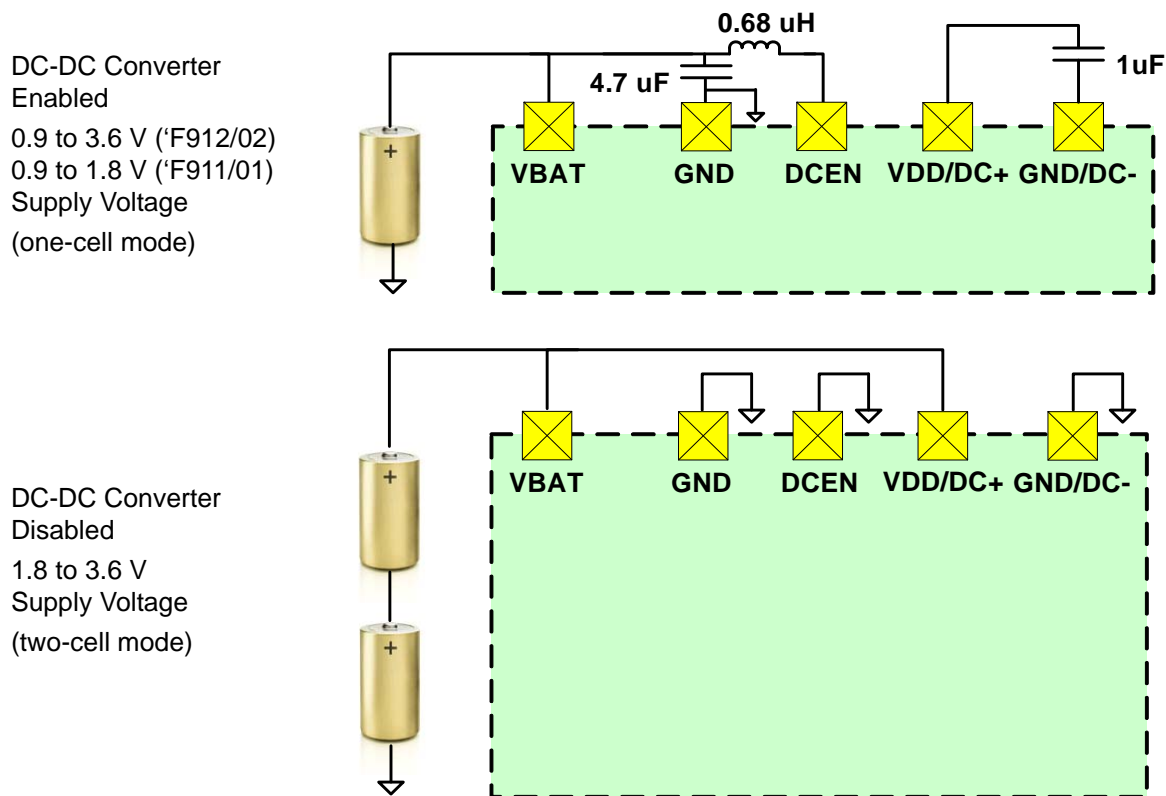 DC-DC Converter
Enabled
0.9 to 3.6 V (‘F912/02)
0.9 to 1.8 V (‘F911/01)
Supply Voltage
(one-cell mode)
0.68 uH
4.7 uF
1uF
+
VBAT
GND
DCEN
VDD/DC+
GND/DC-
DC-DC Converter
Disabled
1.8 to 3.6 V
Supply Voltage
(two-cell mode)
+
+
VBAT
GND
DCEN
VDD/DC+
GND/DC-